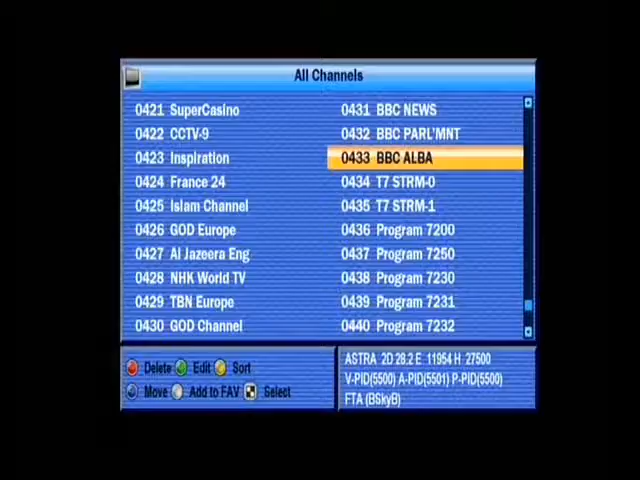 All Channels
0421 SuperCasino
0422 CCTV-9
0423 Inspiration
0424 France 24
0425 Islam Channel
0426 GOD Europe
0427 Al Jazeera Eng
0428 NHK World TV
0429 TBN Europe
0430 GOD Channel
0431 BBC NEWS
0432 BBC PARL'MNT
0433 BBC ALBA
0434 T7 STRM-0
0435 T7 STRM-1
0436 Program 7200
0437 Program 7250
0438 Program 7230
0439 Program 7231
0440 Program 7232
Delete Edit Sort
Move Add to FAV Select
ASTRA 2D 28.2 E 11954 H 27500
V-PID(5500) A-PID(5501) P-PID(5500)
FTA (BSkyB)